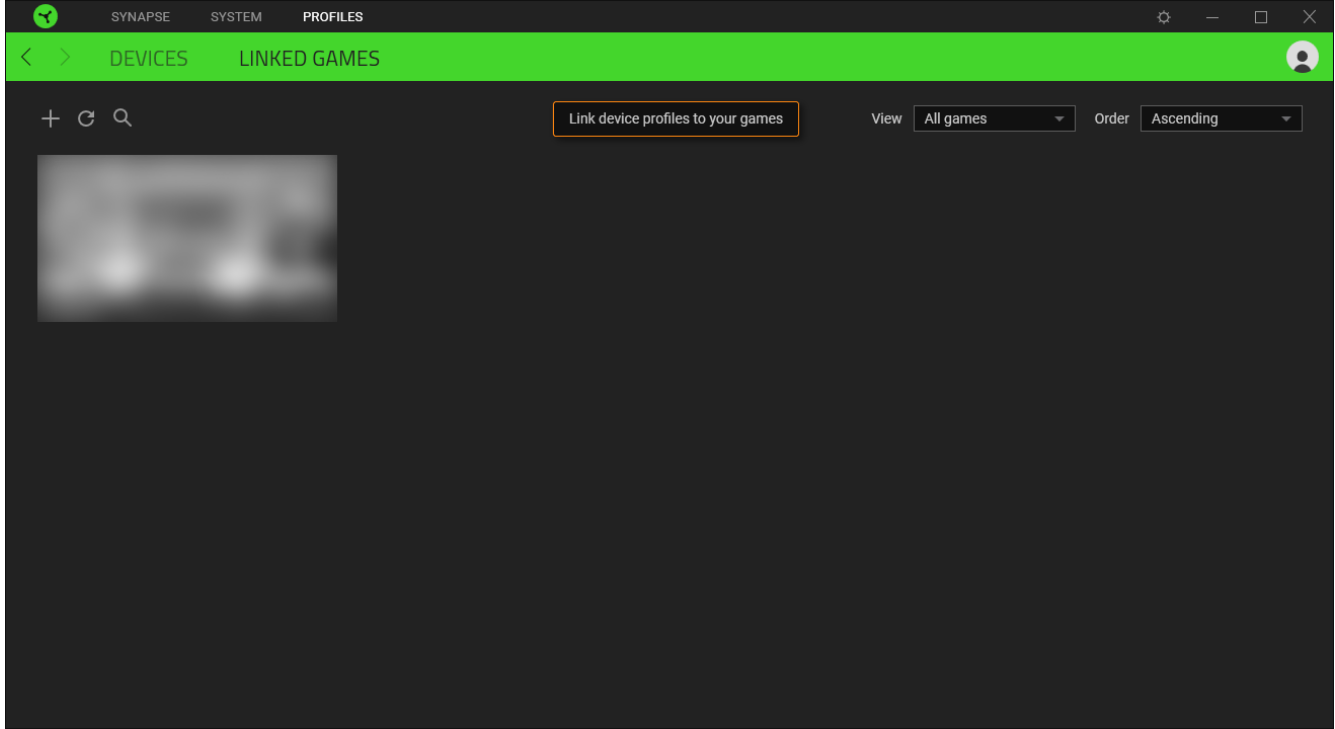 SYNAPSE SYSTEM PROFILES
DEVICES LINKED GAMES
Link device profiles to your games View All games Order Ascending